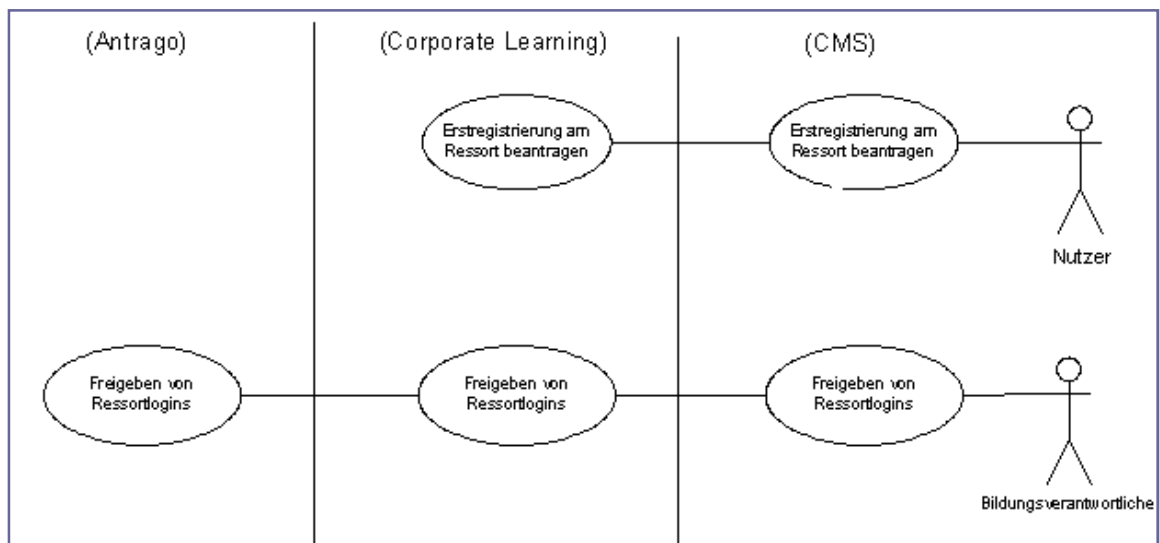 (Antrago)
(Corporate Learning)
(CMS)
Erstregistrierung am
Ressort beantragen
Erstregistrierung am
Ressort beantragen
Nutzer
Freigeben von
Ressortlogins
Freigeben von
Ressortlogins
Freigeben von
Ressortlogins
Bildungsverantwortliche